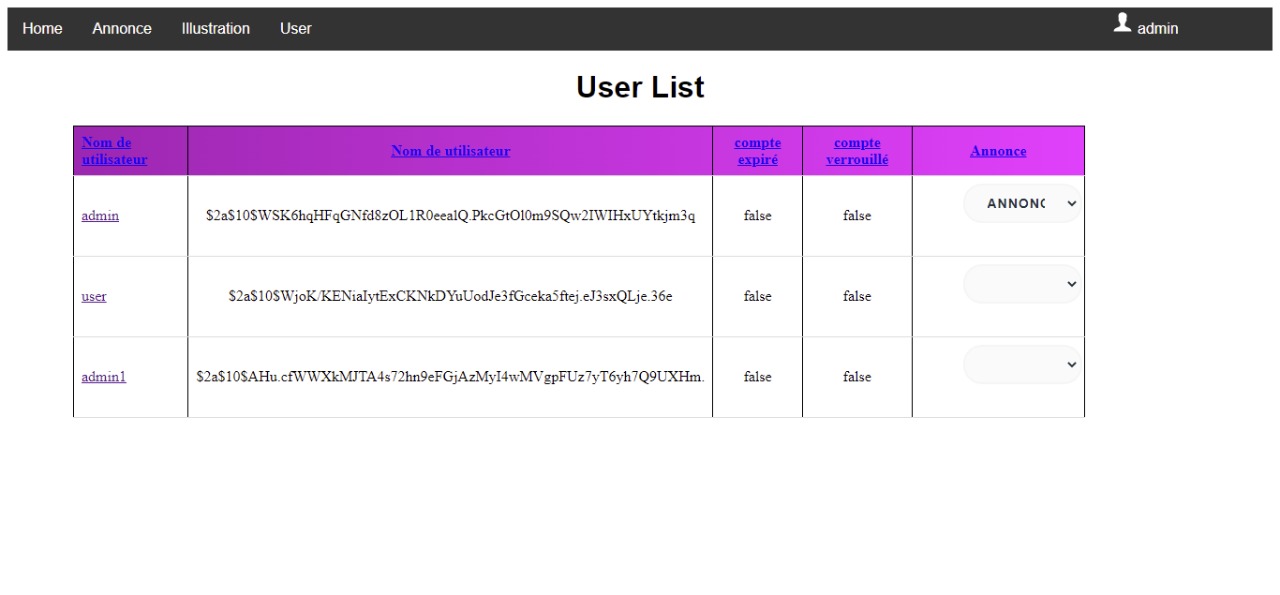 Home Annonce Illustration User admin
User List
Nom de
utilisateur
Nom de utilisateur
compte
expiré
compte
verrouillé
Annonce
admin $2a$10$WSK6hqHFqGNfd8zOL1R0eealQ.PkcGtOl0m9SQw2IWIHxUYtkjm3q false false ANNONC
user $2a$10$WjoK/KENiaIytExCKNkDYuUodJe3fGceka5ftej.eJ3sxQLje.36e false false
admin1 $2a$10$AHu.cfWWXkMJTA4s72hn9eFGjAzMyI4wMVgpFUz7yT6yh7Q9UXHm. false false